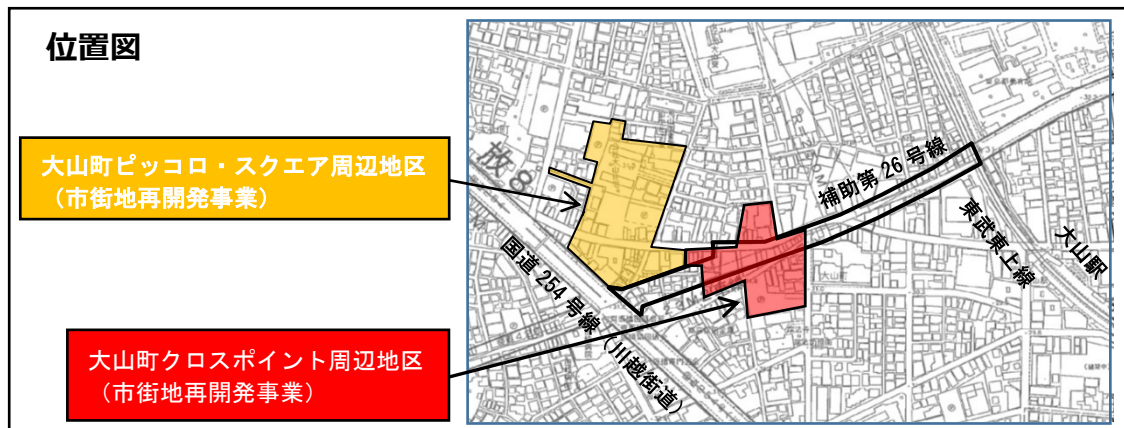 位置図
大山町ピッコロ・スクエア周辺地区
（市街地再開発事業）
大山町クロスポイント周辺地区
（市街地再開発事業）
放8
補助第26号線
国道254号線（川越街道）
東武東上線
大山駅
大山町